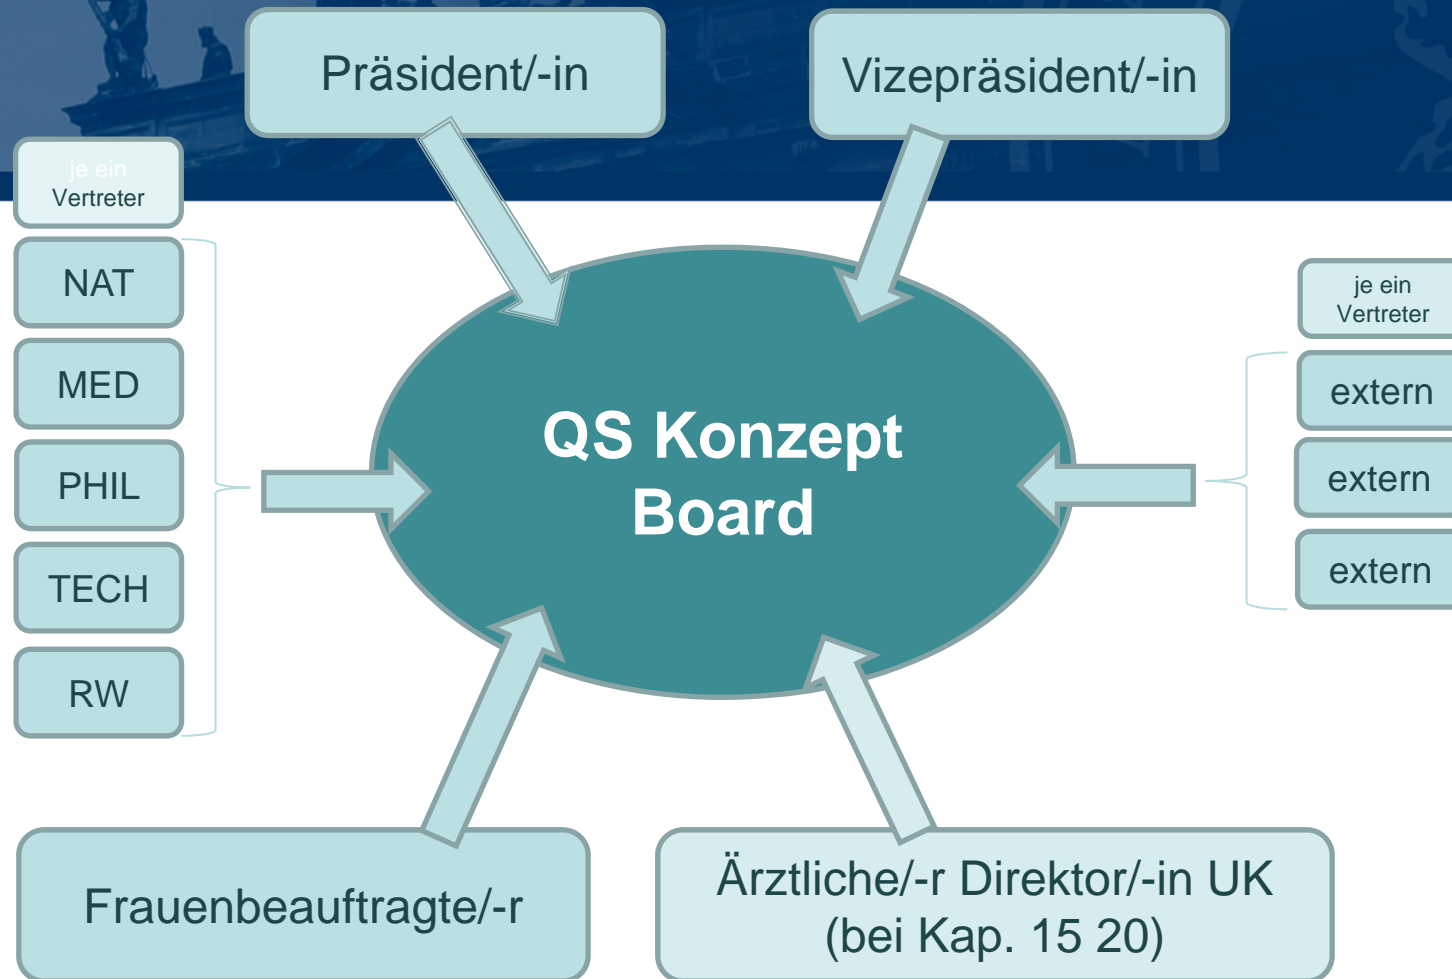 Präsident/-in
Vizepräsident/-in
je ein
Vertreter
NAT
MED
PHIL
TECH
RW
QS Konzept
Board
je ein
Vertreter
extern
extern
extern
Frauenbeauftragte/-r
Ärztliche/-r Direktor/-in UK
(bei Kap. 15 20)